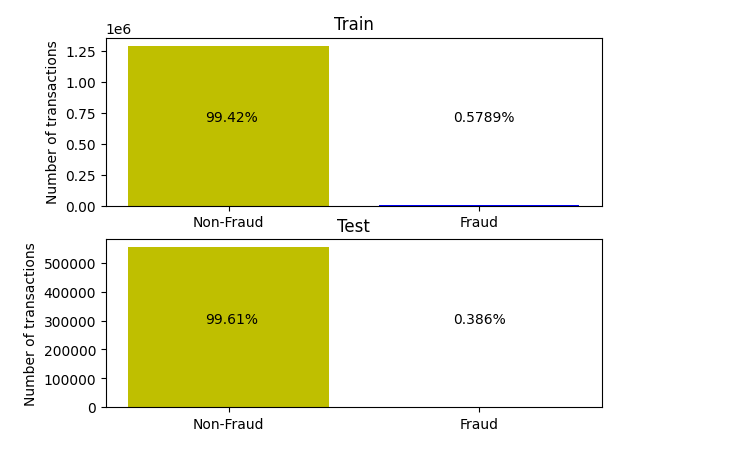 Train
1e6
Number of transactions
1.25
1.00
0.75
0.50
0.25
0.00
99.42%
0.5789%
Non-Fraud
Fraud
Test
Number of transactions
500000
400000
300000
200000
100000
0
99.61%
0.386%
Non-Fraud
Fraud